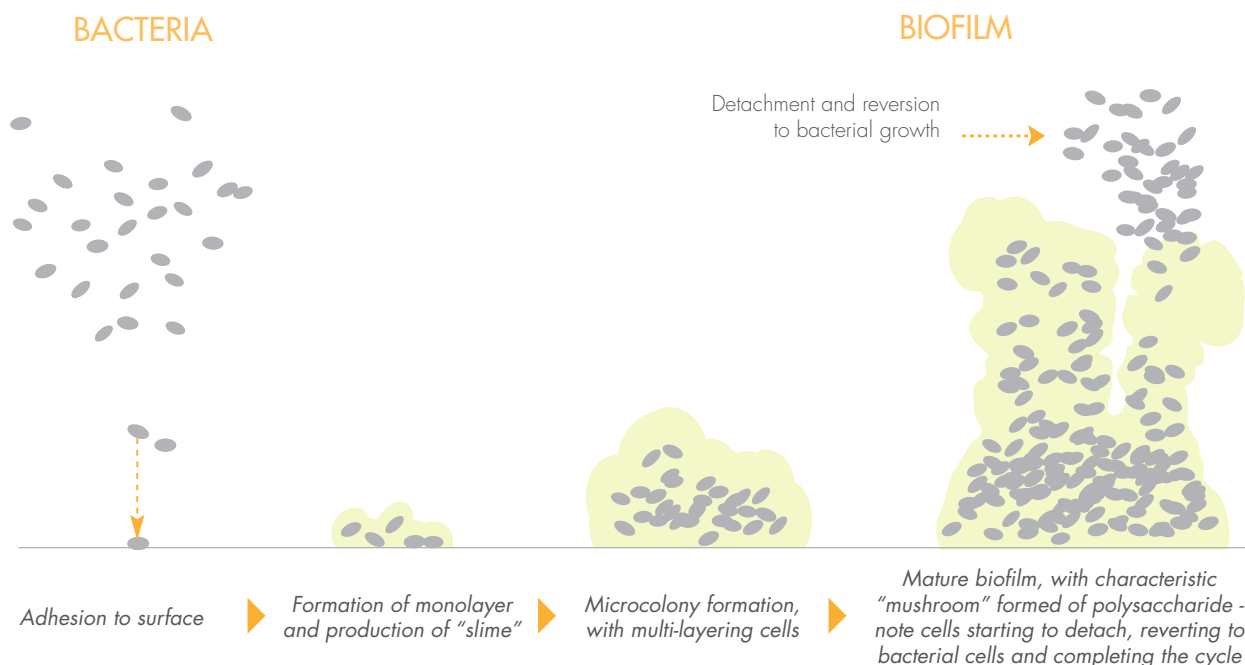 BACTERIA
BIOFILM
Detachment and reversion
to bacterial growth
Adhesion to surface
Formation of monolayer
and production of “slime”
Microcolony formation,
with multi-layering cells
Mature biofilm, with characteristic
“mushroom” formed of polysaccharide -
note cells starting to detach, reverting to
bacterial cells and completing the cycle